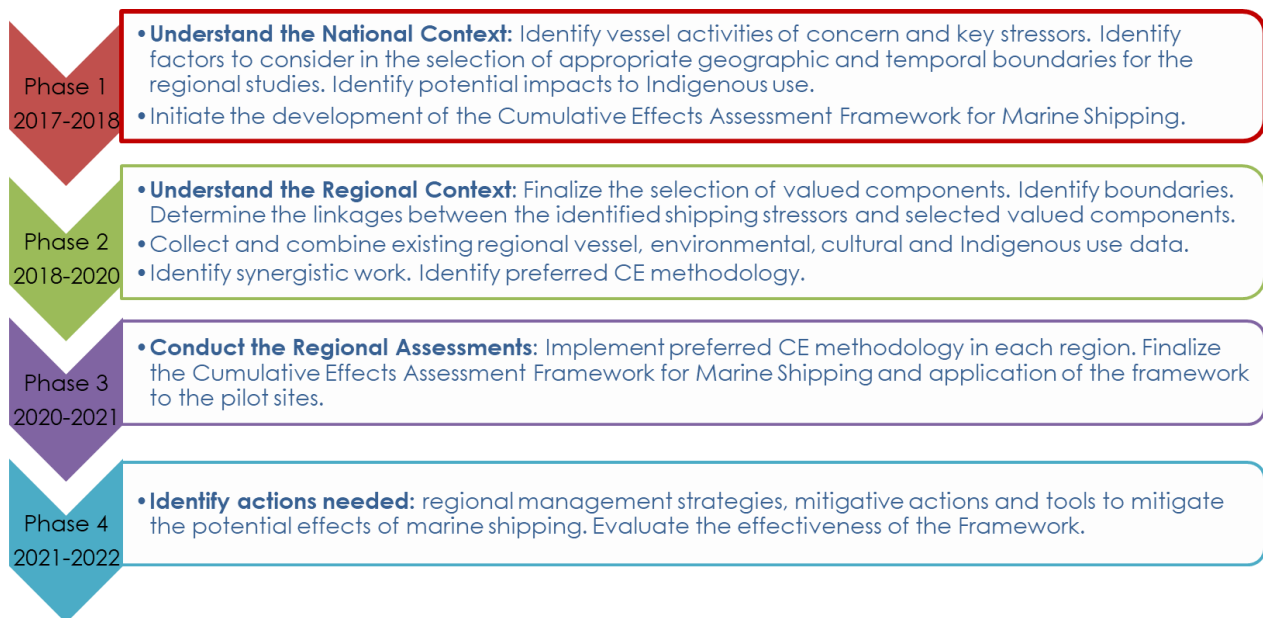 Phase 1
2017-2018
•Understand the National Context: Identify vessel activities of concern and key stressors. Identify
factors to consider in the selection of appropriate geographic and temporal boundaries for the
regional studies. Identify potential impacts to Indigenous use.
•Initiate the development of the Cumulative Effects Assessment Framework for Marine Shipping.
Phase 2
2018-2020
•Understand the Regional Context: Finalize the selection of valued components. Identify boundaries.
Determine the linkages between the identified shipping stressors and selected valued components.
•Collect and combine existing regional vessel, environmental, cultural and Indigenous use data.
•Identify synergistic work. Identify preferred CE methodology.
Phase 3
2020-2021
•Conduct the Regional Assessments: Implement preferred CE methodology in each region. Finalize
the Cumulative Effects Assessment Framework for Marine Shipping and application of the framework
to the pilot sites.
Phase 4
2021-2022
•Identify actions needed: regional management strategies, mitigative actions and tools to mitigate
the potential effects of marine shipping. Evaluate the effectiveness of the Framework.